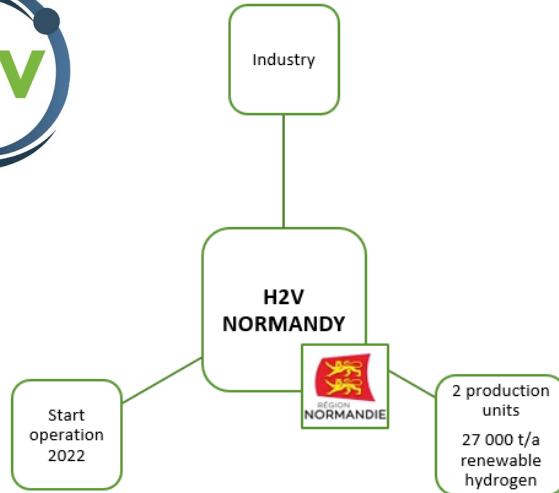 V
Industry
H2V
NORMANDY
RÉGION
NORMANDIE
Start
operation
2022
2 production
units
27 000 t/a
renewable
hydrogen